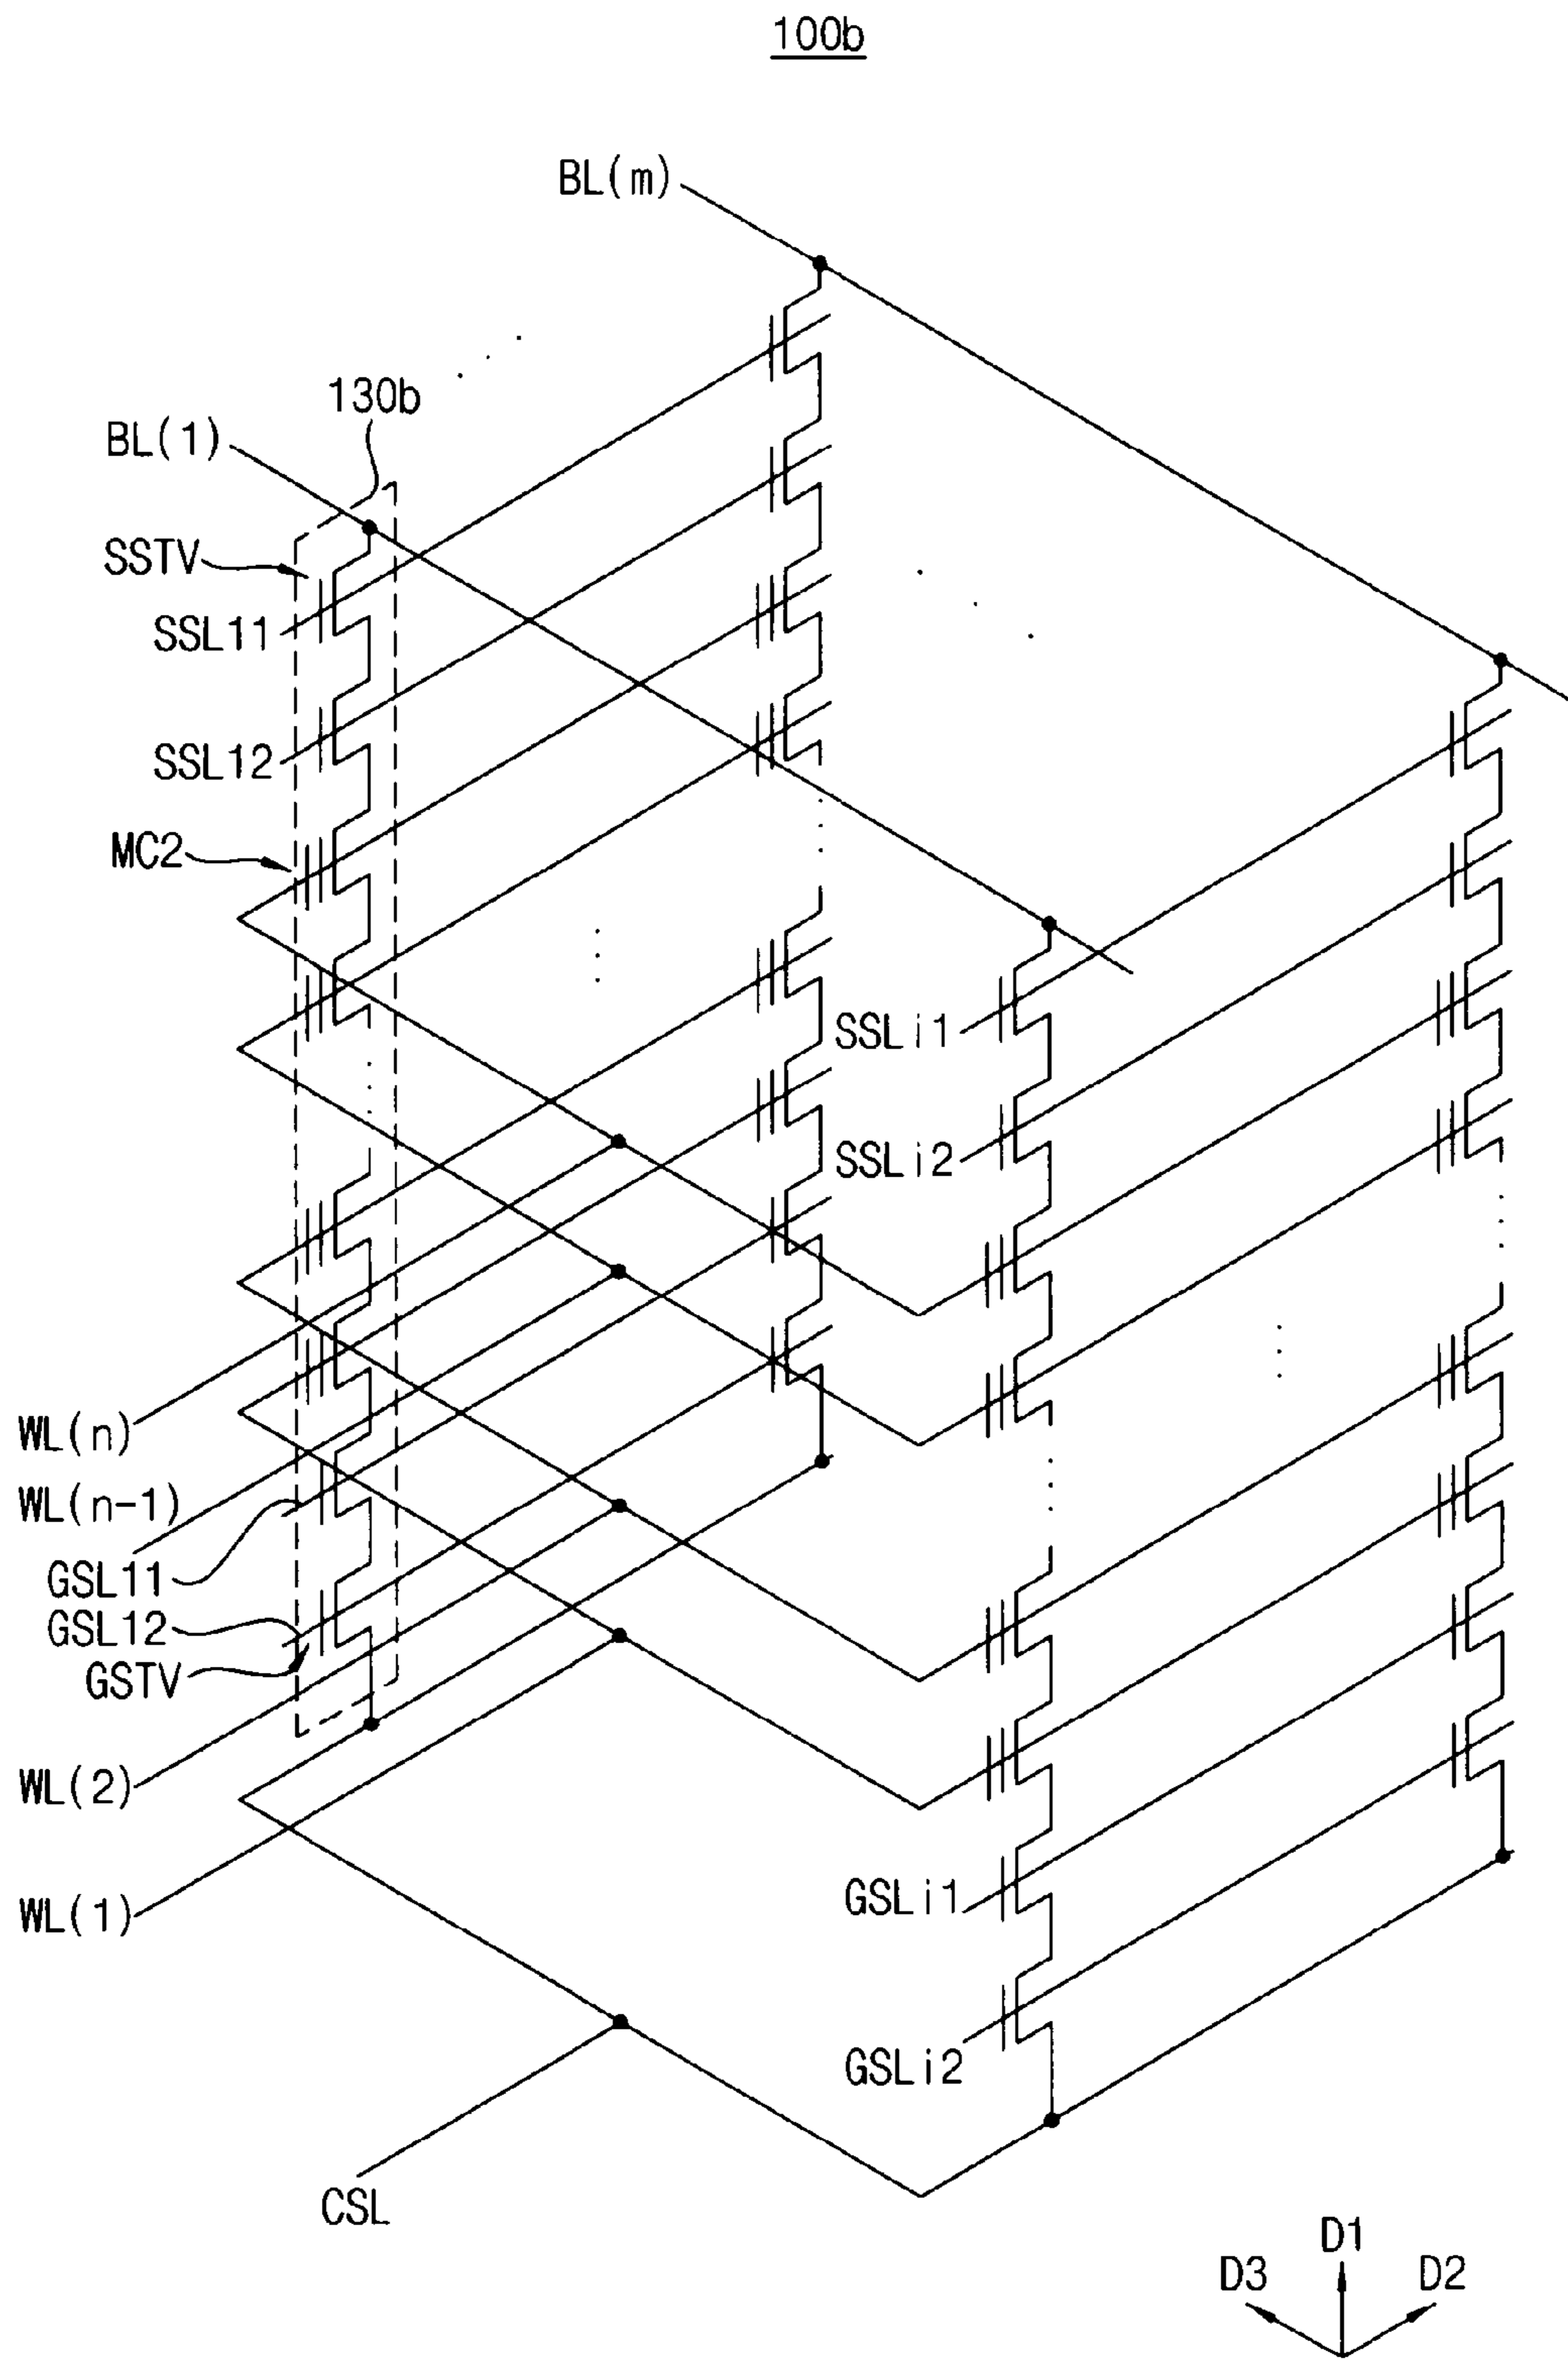 100b
BL(m)
130b
BL(1)
SSTV
SSL11
SSL12
MC2
SSLi1
SSLi2
WL(n)
WL(n-1)
GSL11
GSL12
GSTV
WL(2)
WL(1)
GSLi1
GSLi2
CSL
D1
D3
D2